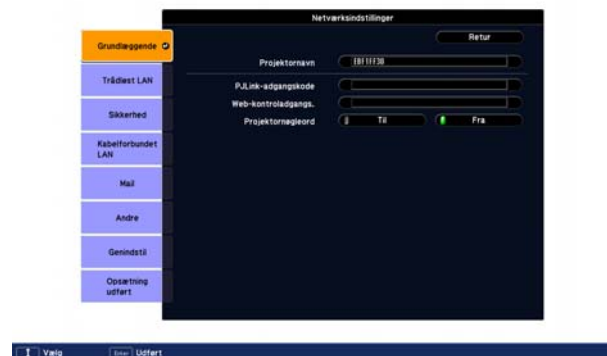 Netværksindstillinger
Retur
Grundlæggende
Projektornavn
Trådløst LAN
PJLink-adgangskode
Web-kontroladgangs.
Sikkerhed
Projektornøgleord
Til
Fra
Kabelforbundet
LAN
Mail
Andre
Genindstil
Opsætning
udført
Vælg
Enter
Udført